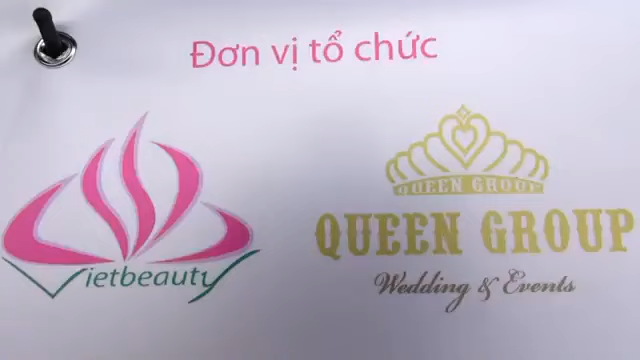 Đơn vị tổ chức
Vietbeauty
QUEEN GROUP
QUEEN GROUP
Wedding & Events